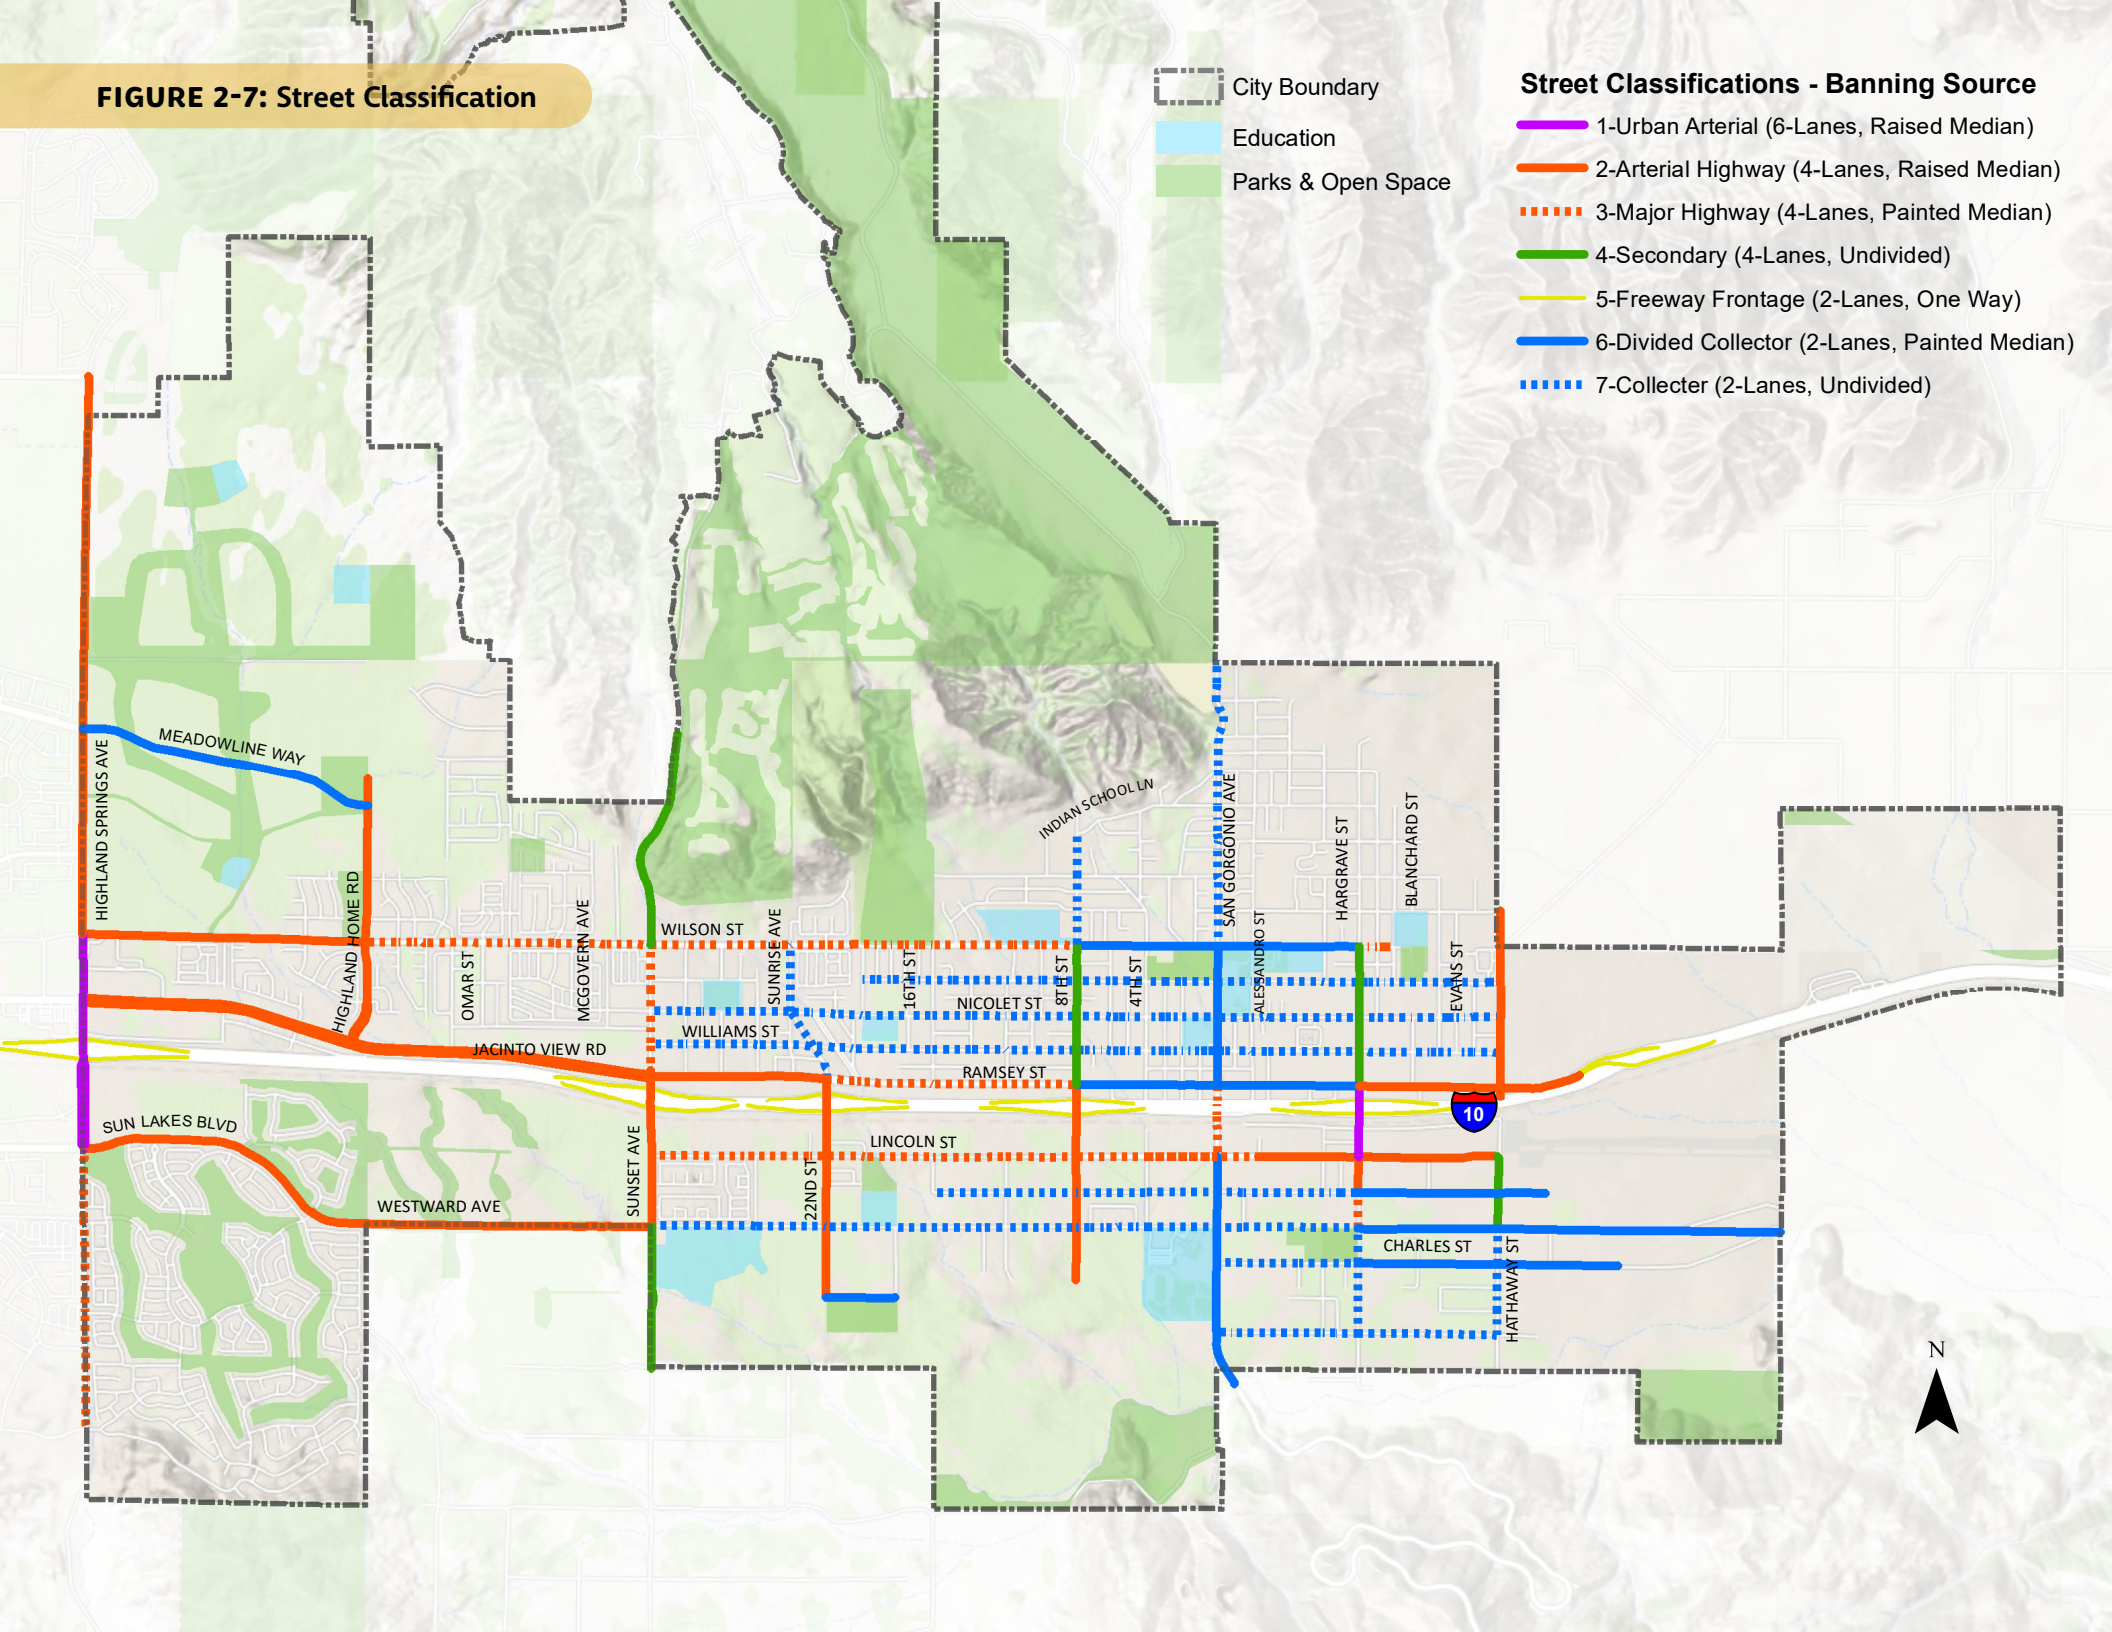 FIGURE 2-7: Street Classification
City Boundary
Education
Parks & Open Space
Street Classifications - Banning Source
1-Urban Arterial (6-Lanes, Raised Median)
2-Arterial Highway (4-Lanes, Raised Median)
3-Major Highway (4-Lanes, Painted Median)
4-Secondary (4-Lanes, Undivided)
5-Freeway Frontage (2-Lanes, One Way)
6-Divided Collector (2-Lanes, Painted Median)
7-Collecter (2-Lanes, Undivided)
MEADOWLINE WAY
HIGHLAND SPRINGS AVE
INDIAN SCHOOL LN
SAN GORGONIO AVE
HARGRAVE ST
BLANCHARD ST
HIGHLAND HOME RD
OMAR ST
MCGOVERN AVE
WILSON ST
SUNRISE AVE
16TH ST
8TH ST
4TH ST
ALESSANDRO ST
EVANS ST
NICOLET ST
WILLIAMS ST
JACINTO VIEW RD
RAMSEY ST
10
SUN LAKES BLVD
LINCOLN ST
SUNSET AVE
22ND ST
WESTWARD AVE
CHARLES ST
HATHAWAY ST
N